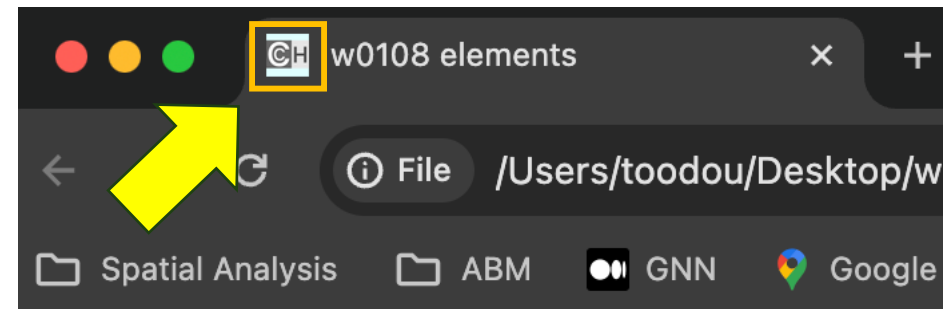 CH w0108 elements
File /Users/toodou/Desktop/w
Spatial Analysis ABM GNN Google